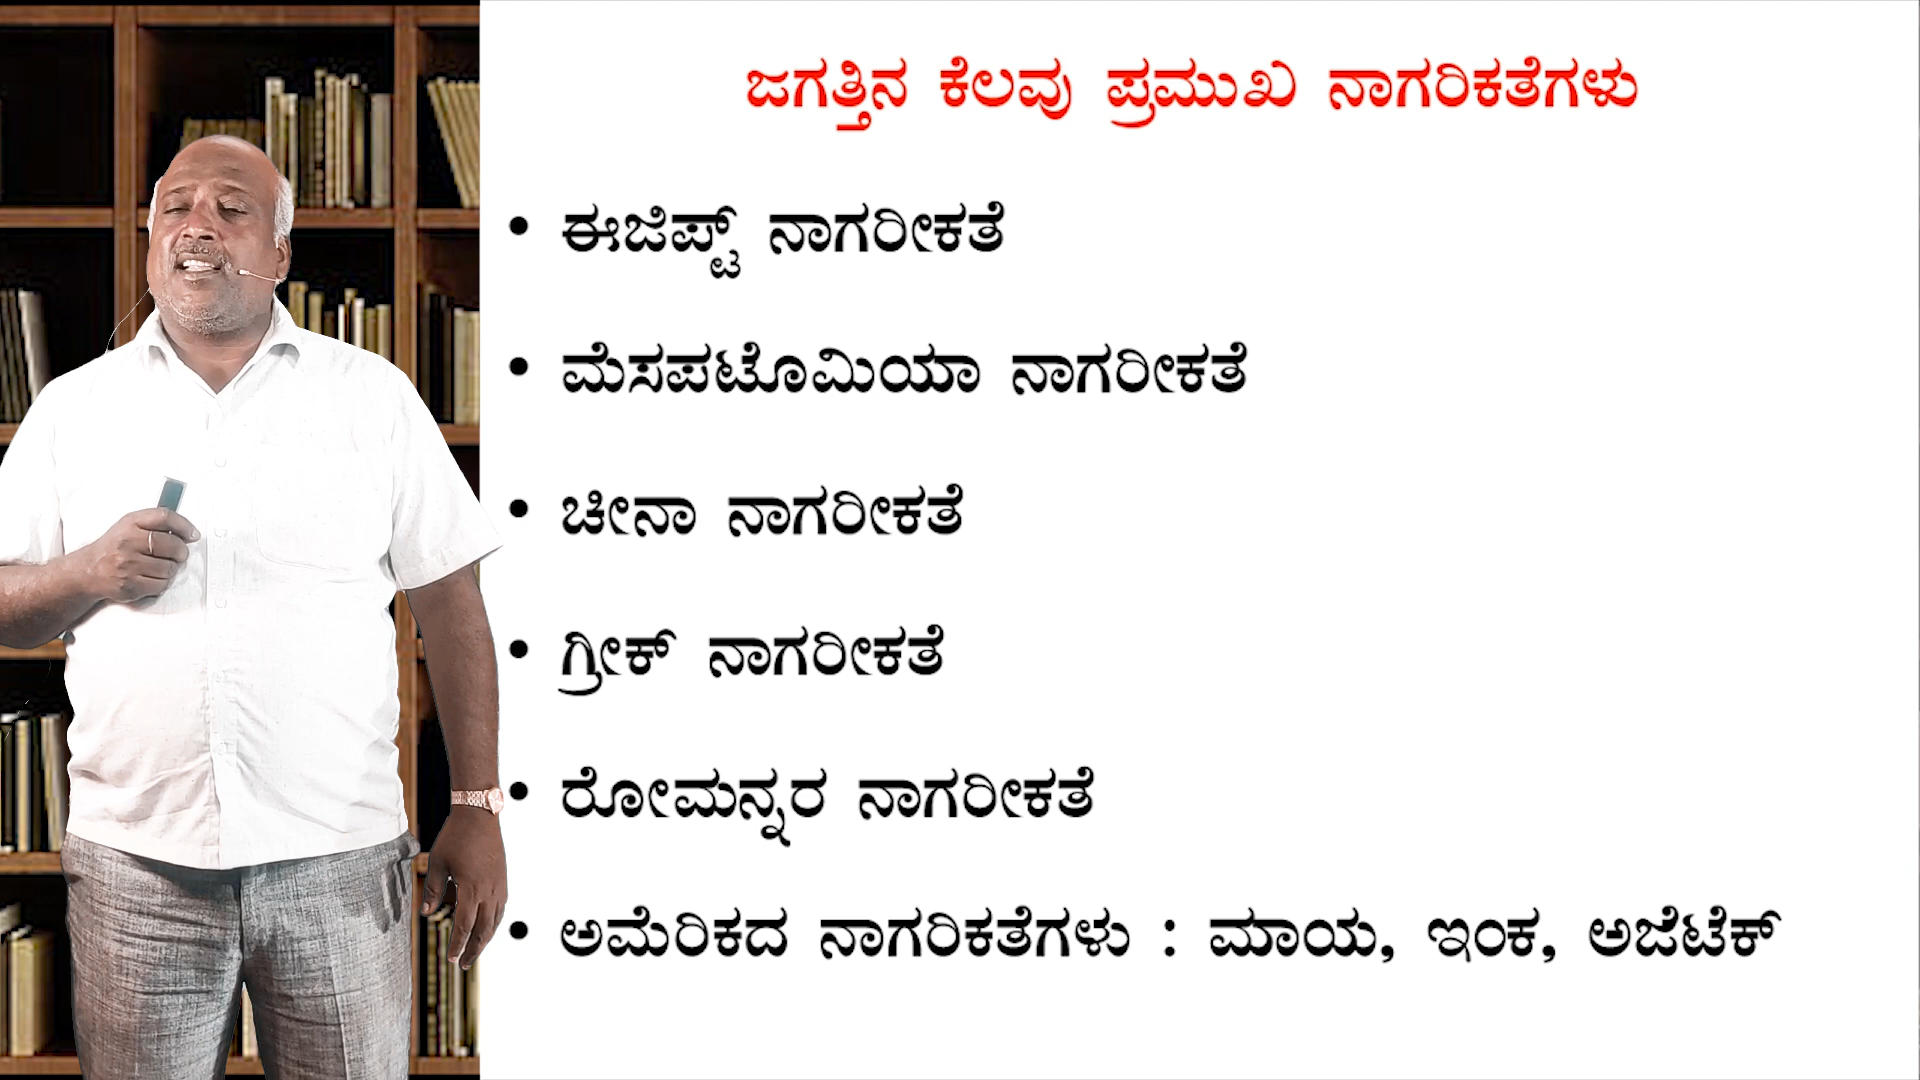 ಜಗತ್ತಿನ ಕೆಲವು ಪ್ರಮುಖ ನಾಗರಿಕತೆಗಳು
• ಈಜಿಪ್ಟ್ ನಾಗರೀಕತೆ
• ಮೆಸಪಟೊಮಿಯಾ ನಾಗರೀಕತೆ
• ಚೀನಾ ನಾಗರೀಕತೆ
• ಗ್ರೀಕ್ ನಾಗರೀಕತೆ
• ರೋಮನ್ನರ ನಾಗರೀಕತೆ
• ಅಮೆರಿಕದ ನಾಗರಿಕತೆಗಳು : ಮಾಯ, ಇಂಕ, ಅಜೆಟೆಕ್